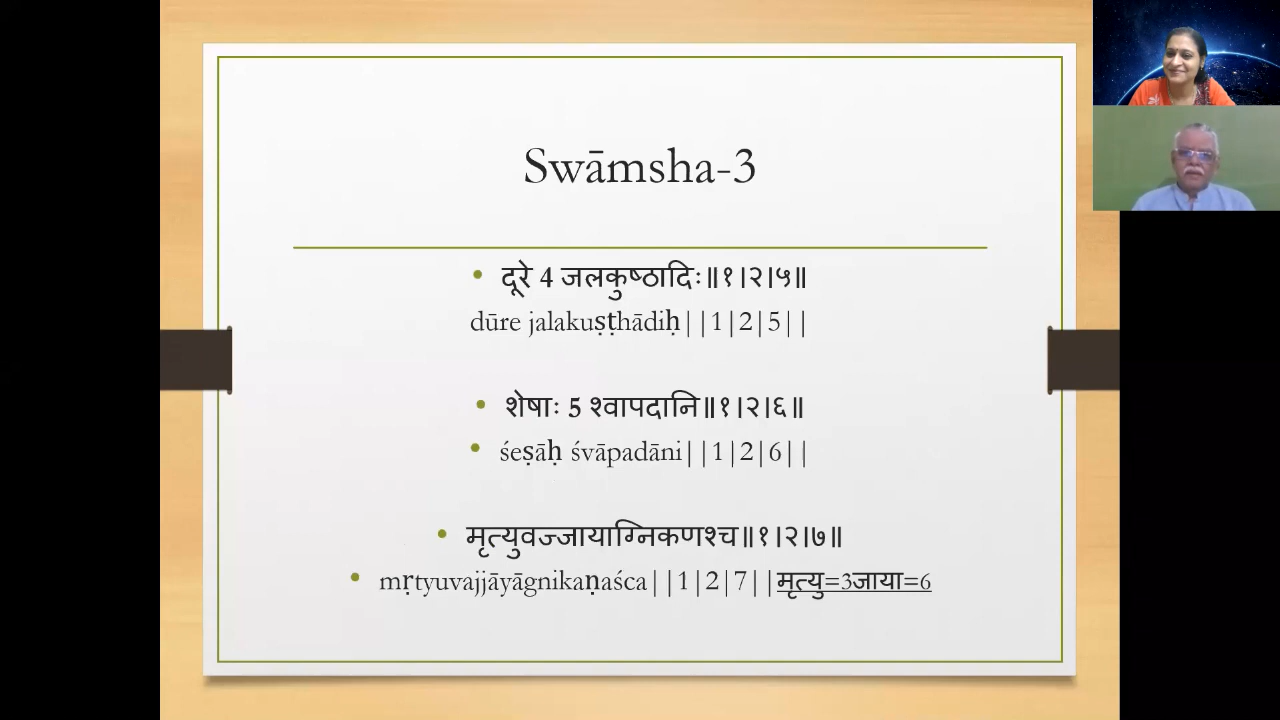 Swāmsha-3
• दूरे 4 जलकुष्ठादिः॥१।२।५॥
dūre jalakuṣṭhādiḥ||1|2|5||
• शेषाः 5 श्वापदानि॥१।२।६॥
• śeṣāḥ śvāpadāni||1|2|6||
• मृत्युवज्जायाग्निकणश्च॥१।२।७॥
• mṛtyuvajjāyāgnikaṇaśca||1|2|7||मृत्यु=3जाया=6